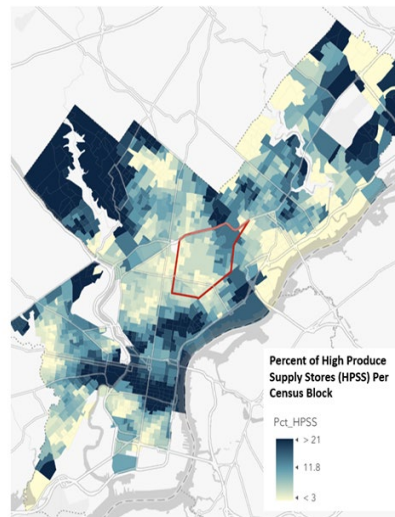 Percent of High Produce
Supply Stores (HPSS) Per
Census Block
Pct_HPSS
> 21
11.8
< 3